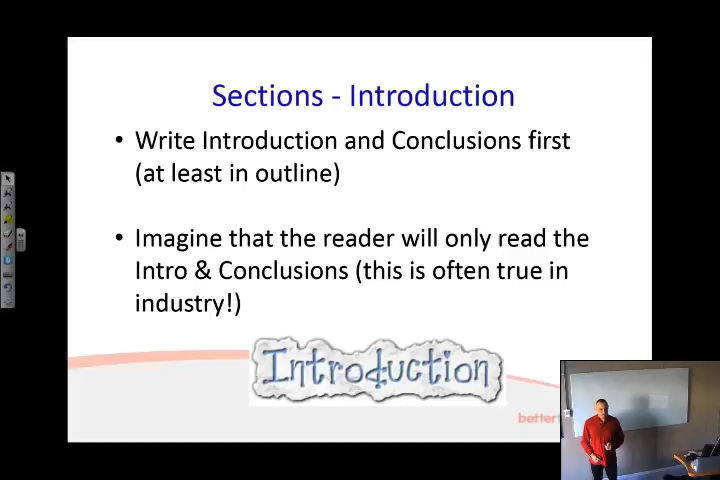 Sections - Introduction
• Write Introduction and Conclusions first
(at least in outline)
• Imagine that the reader will only read the
Intro & Conclusions (this is often true in
industry!)
Introduction